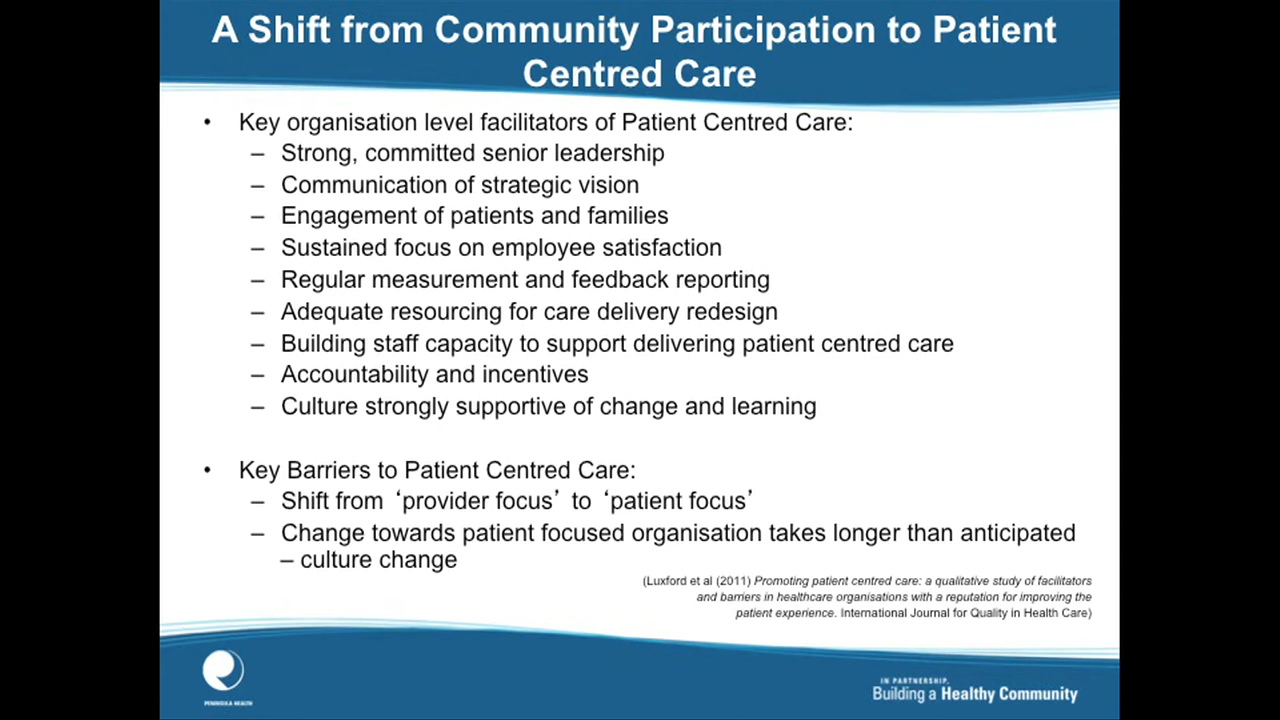 A Shift from Community Participation to Patient
Centred Care
• Key organisation level facilitators of Patient Centred Care:
– Strong, committed senior leadership
– Communication of strategic vision
– Engagement of patients and families
– Sustained focus on employee satisfaction
– Regular measurement and feedback reporting
– Adequate resourcing for care delivery redesign
– Building staff capacity to support delivering patient centred care
– Accountability and incentives
– Culture strongly supportive of change and learning
• Key Barriers to Patient Centred Care:
– Shift from ‘provider focus’ to ‘patient focus’
– Change towards patient focused organisation takes longer than anticipated
– culture change
(Luxford et al (2011) Promoting patient centred care: a qualitative study of facilitators
and barriers in healthcare organisations with a reputation for improving the
patient experience. International Journal for Quality in Health Care)
PENINSULA HEALTH
IN PARTNERSHIP,
Building a Healthy Community